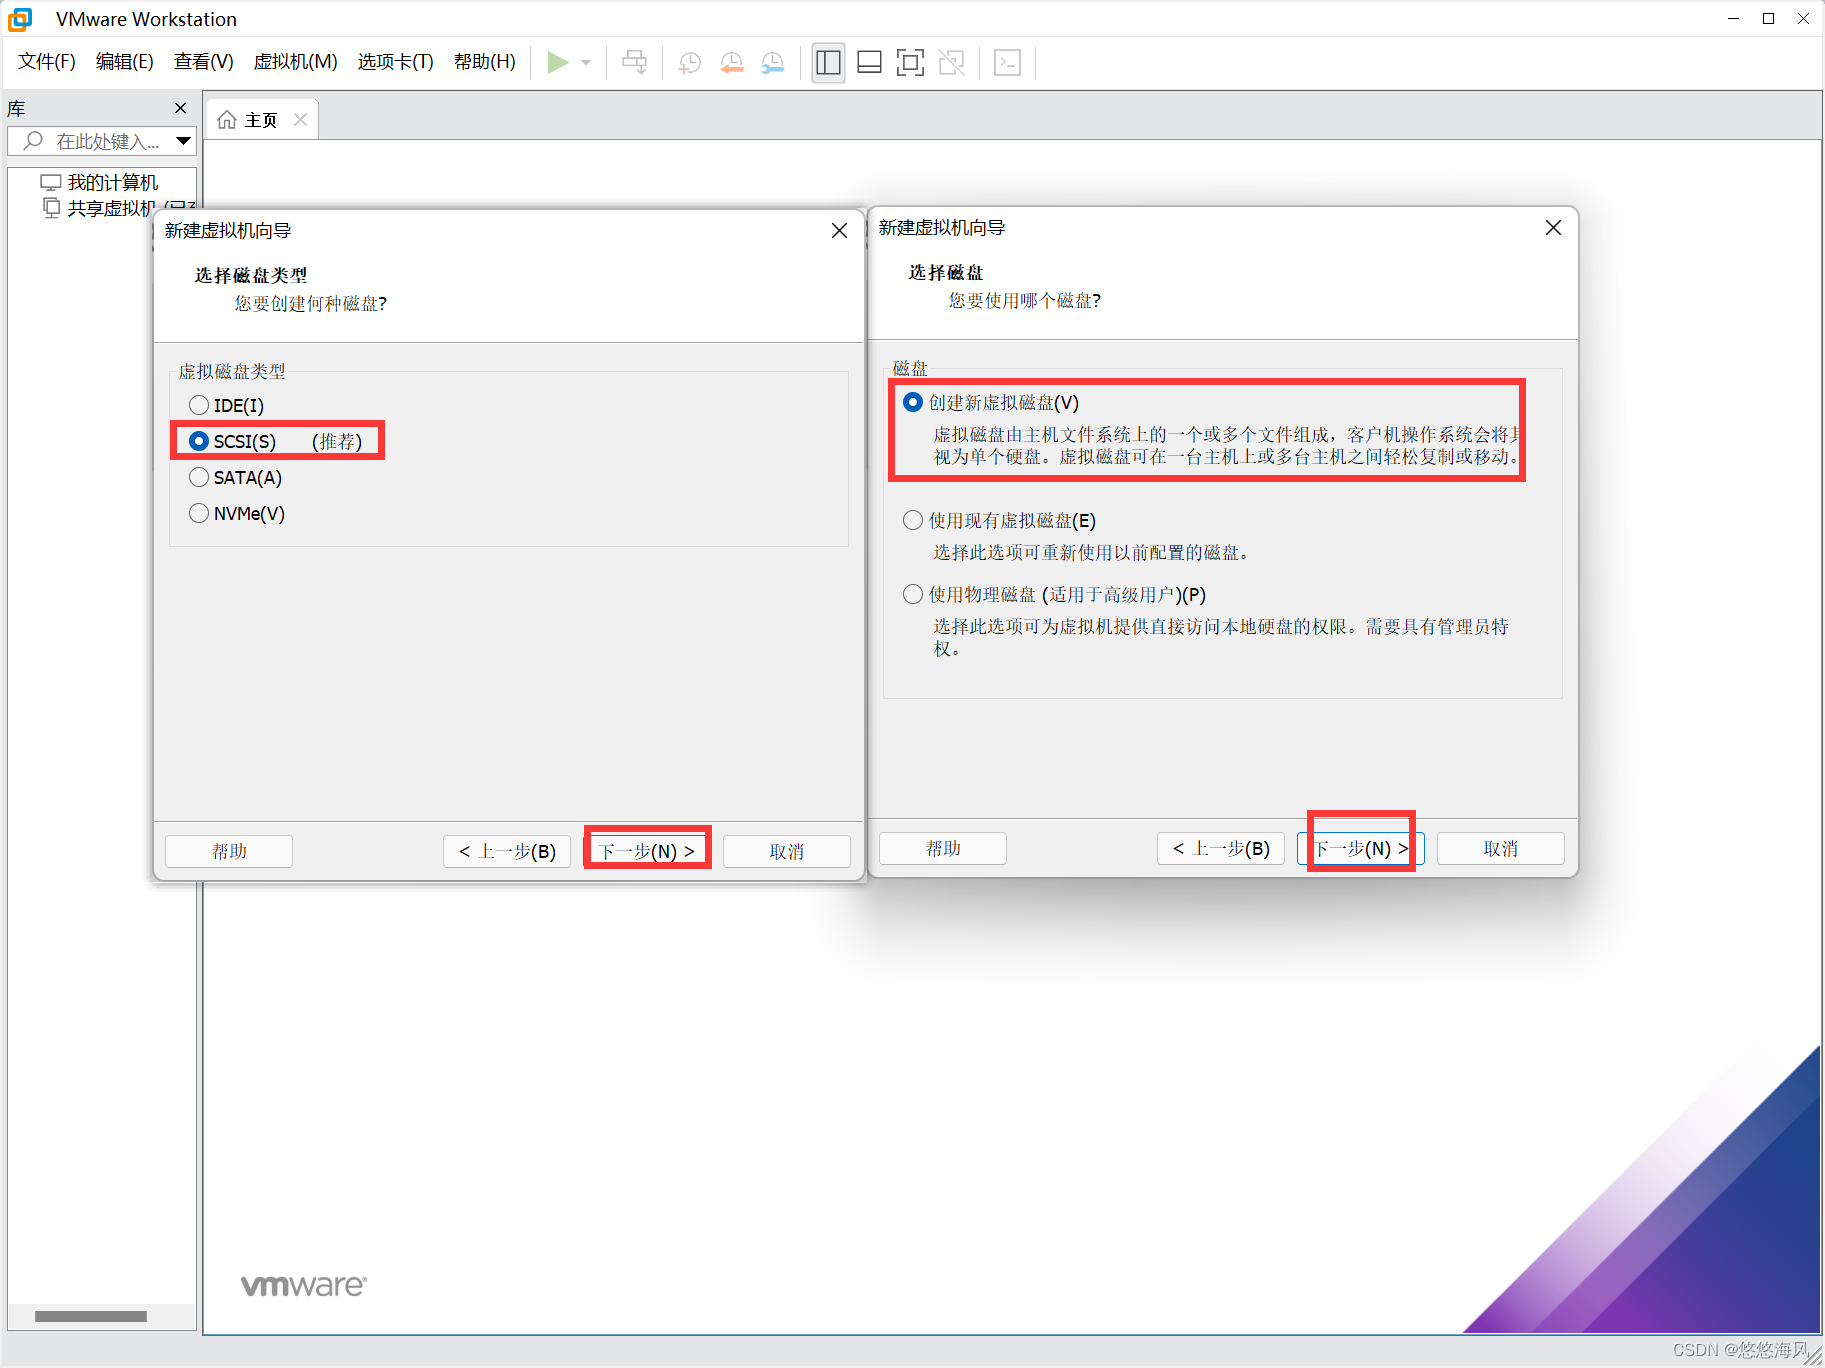 VMware Workstation
文件(F) 编辑(E) 查看(V) 虚拟机(M) 选项卡(T) 帮助(H)
库
主页
在此处键入...
我的计算机
共享虚拟机
新建虚拟机向导
选择磁盘类型
您要创建何种磁盘?
虚拟磁盘类型
IDE(I)
SCSI(S) (推荐)
SATA(A)
NVMe(V)
帮助 < 上一步(B) 下一步(N) > 取消
新建虚拟机向导
选择磁盘
您要使用哪个磁盘?
磁盘
创建新虚拟磁盘(V)
虚拟磁盘由主机文件系统上的一个或多个文件组成，客户机操作系统会将其
视为单个硬盘。虚拟磁盘可在一台主机上或多台主机之间轻松复制或移动。
使用现有虚拟磁盘(E)
选择此选项可重新使用以前配置的磁盘。
使用物理磁盘 (适用于高级用户)(P)
选择此选项可为虚拟机提供直接访问本地硬盘的权限。需要具有管理员特
权。
帮助 < 上一步(B) 下一步(N) > 取消
vmware
CSDN @悠悠海风